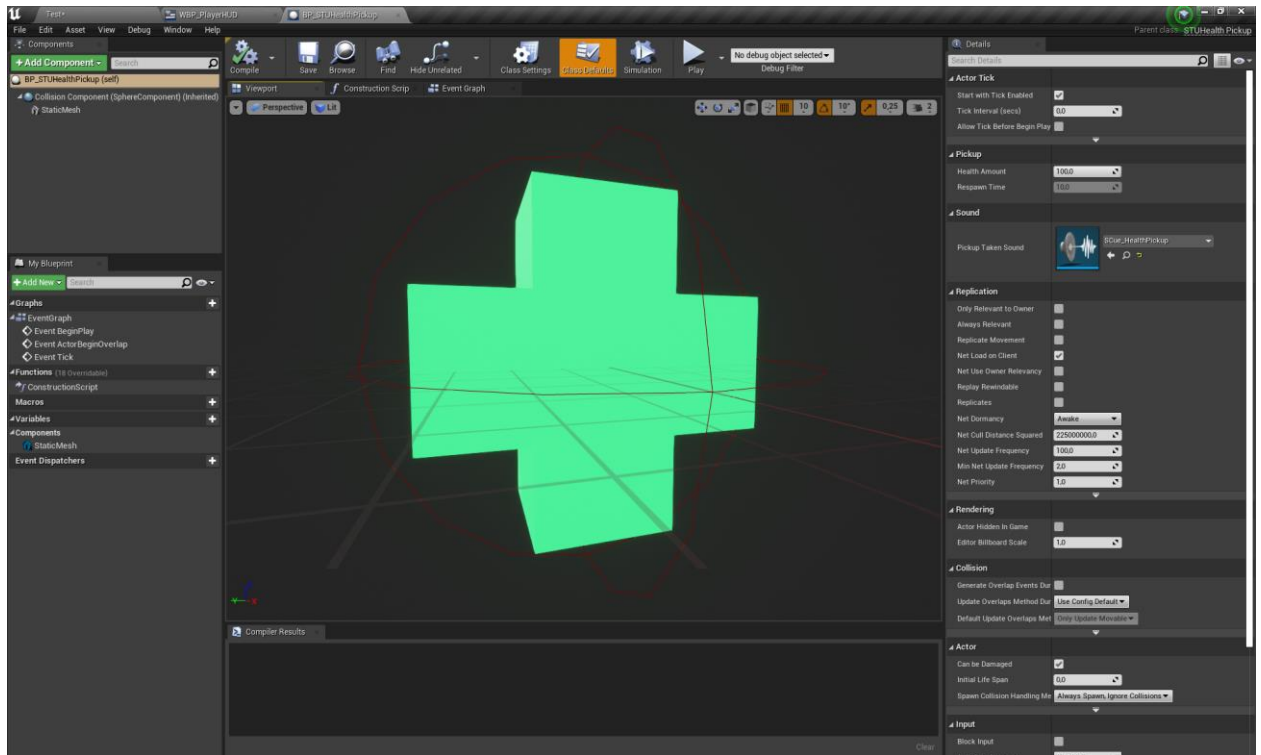 Test•
WBP_PlayerHUD
BP_STUHealthPickup
File Edit Asset View Debug Window Help
Parent class: STUHealth Pickup
Components
+Add Component Search
BP_STUHealthPickup (self)
Collision Component (SphereComponent) (Inherited)
StaticMesh
My Blueprint
+Add New Search
Graphs
EventGraph
Event BeginPlay
Event ActorBeginOverlap
Event Tick
Functions (18 Overridable)
ConstructionScript
Macros
Variables
Components
StaticMesh
Event Dispatchers
Compile Save Browse Find Hide Unrelated Class Settings Class Defaults Simulation Play
No debug object selected
Debug Filter
Viewport Construction Scrip Event Graph
Perspective Lit 10 10° 0,25 2
Compiler Results
Clear
Details
Search Details
Actor Tick
Start with Tick Enabled
Tick Interval (secs) 0,0
Allow Tick Before Begin Play
Pickup
Health Amount 100,0
Respawn Time 10,0
Sound
Pickup Taken Sound SCue_HealthPickup
Replication
Only Relevant to Owner
Always Relevant
Replicate Movement
Net Load on Client
Net Use Owner Relevancy
Replay Rewindable
Replicates
Net Dormancy Awake
Net Cull Distance Squared 225000000,0
Net Update Frequency 100,0
Min Net Update Frequency 2,0
Net Priority 1,0
Rendering
Actor Hidden In Game
Editor Billboard Scale 1,0
Collision
Generate Overlap Events Dur
Update Overlaps Method Dur Use Config Default
Default Update Overlaps Met Only Update Movable
Actor
Can be Damaged
Initial Life Span 0,0
Spawn Collision Handling Me Always Spawn, Ignore Collisions
Input
Block Input